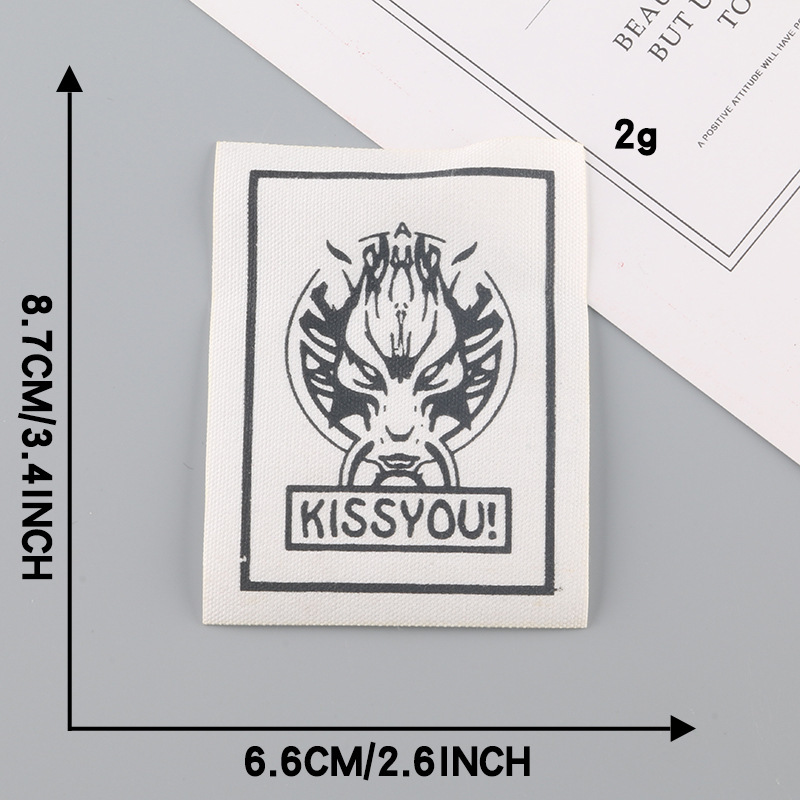 BEAU
BUT U
TO
A POSITIVE ATTITUDE WILL HAVE
2g
A
KISSYOU!
8.7CM/3.4INCH
6.6CM/2.6INCH